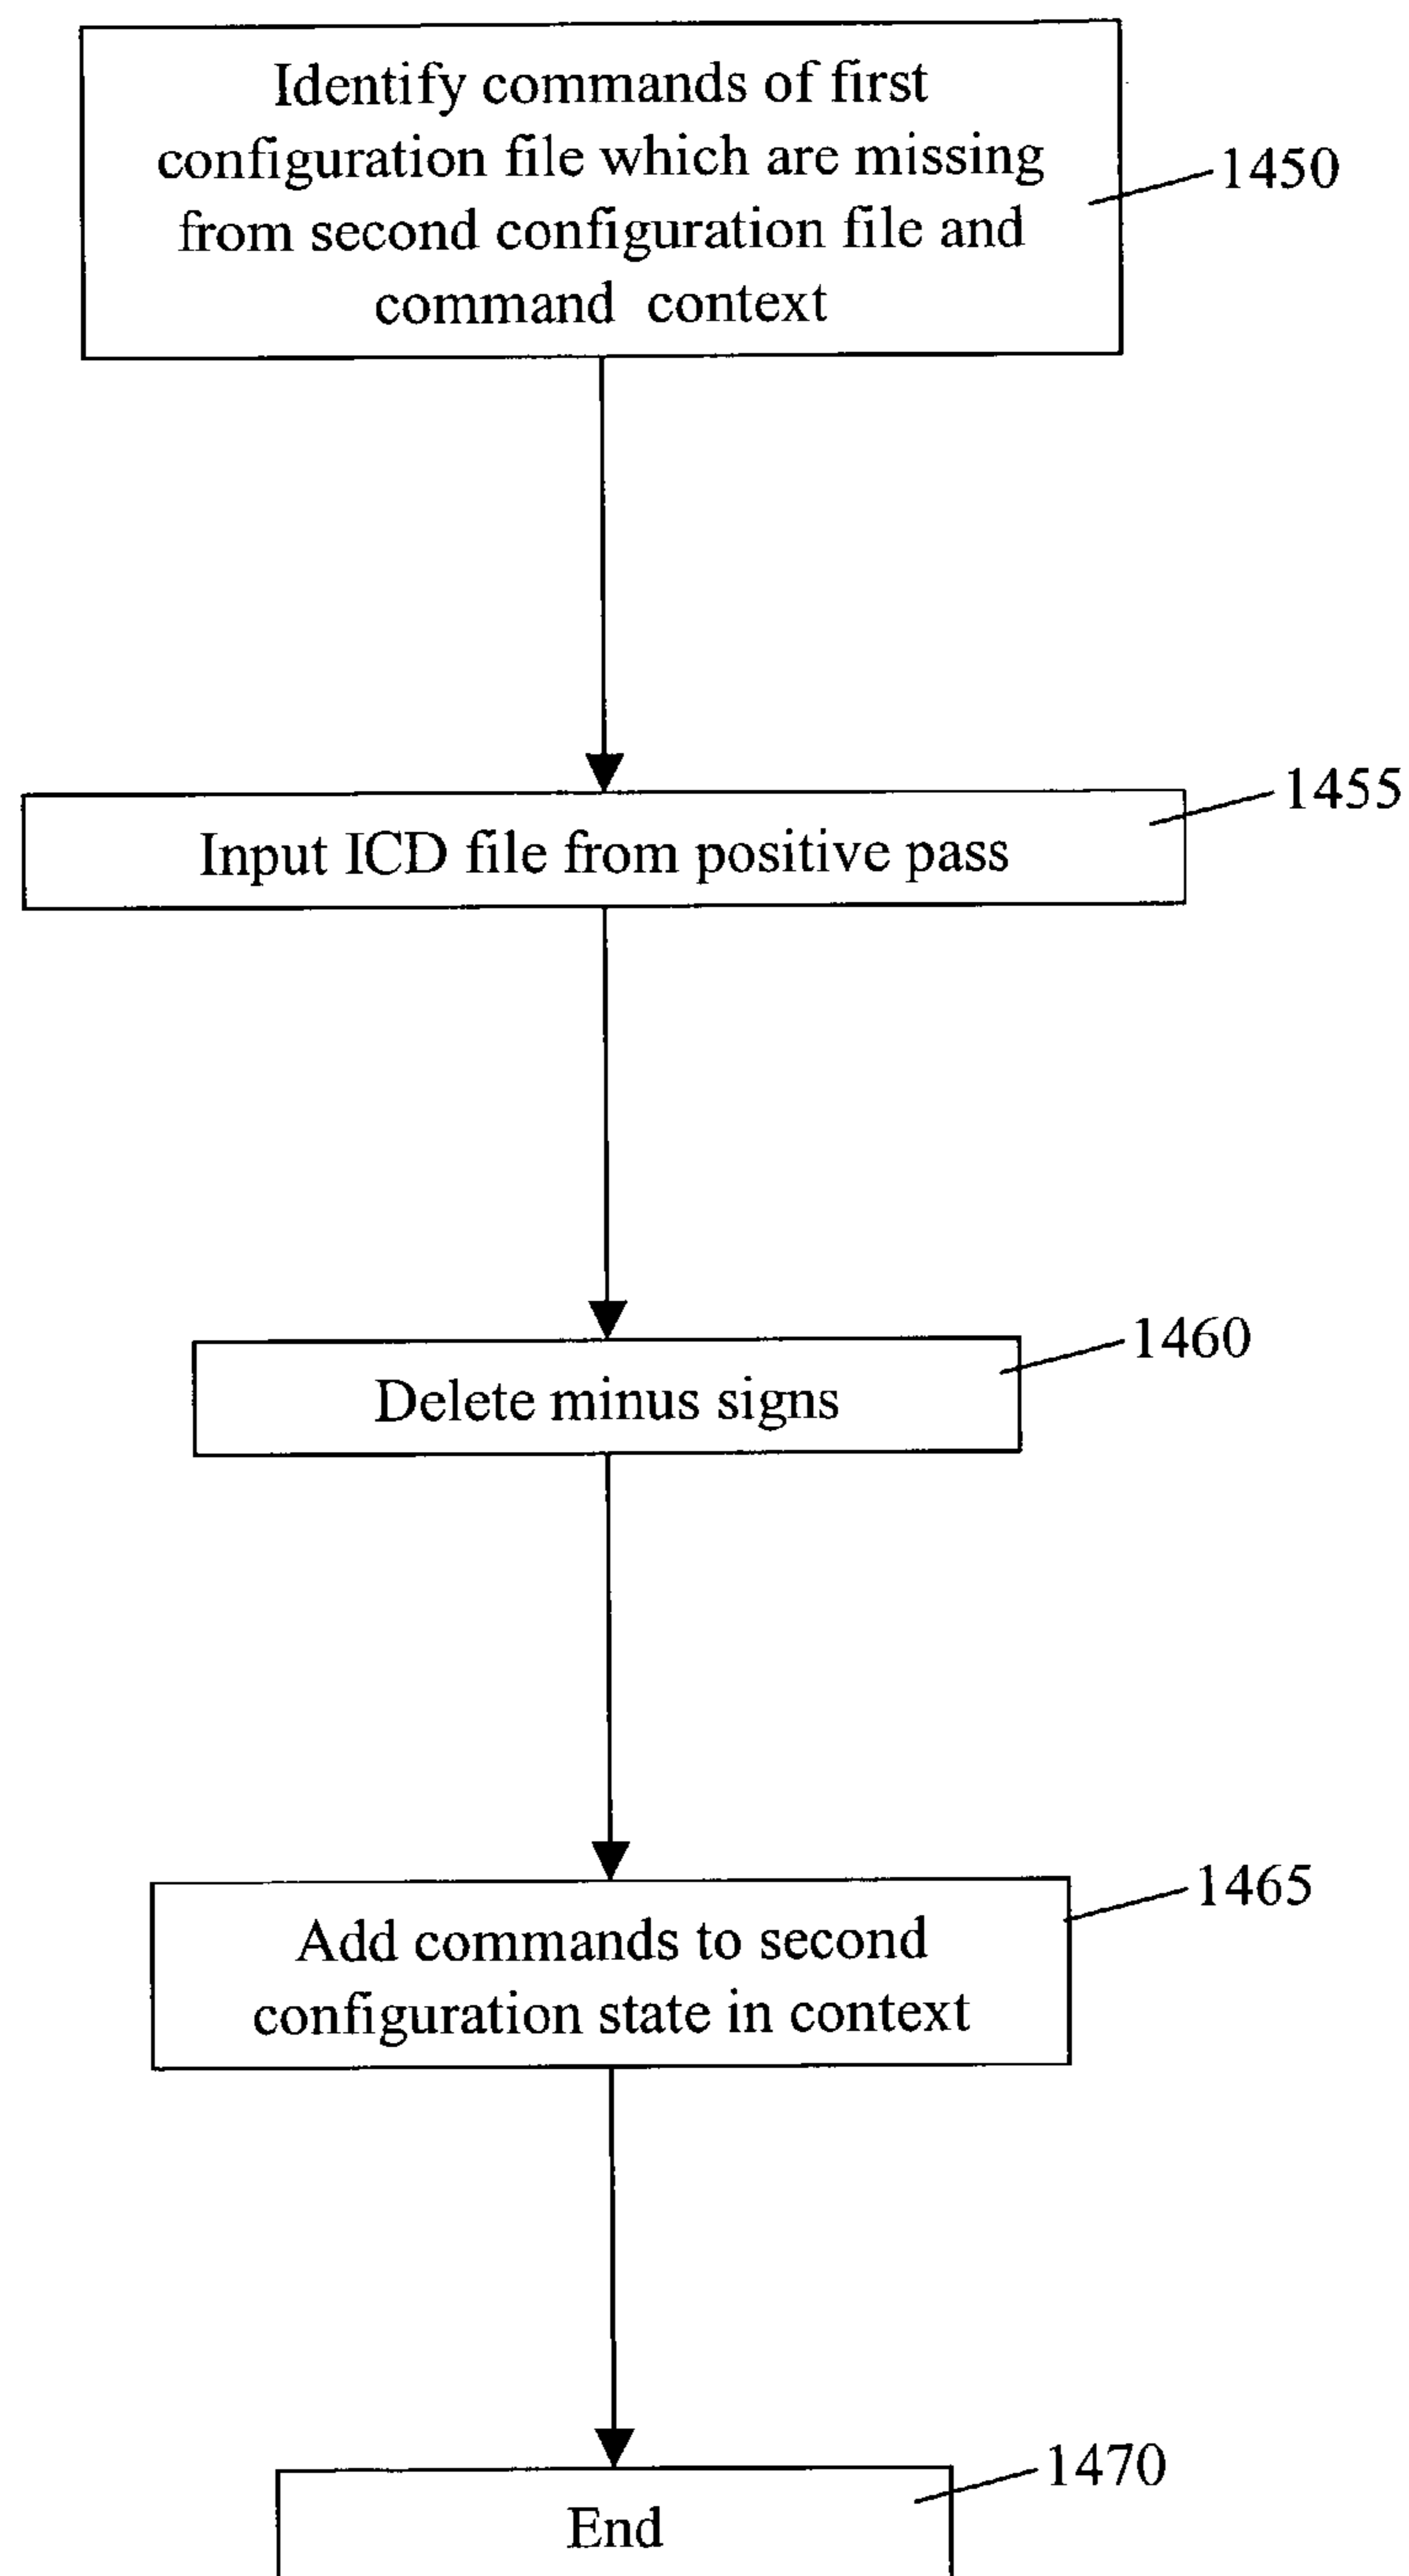 Identify commands of first
configuration file which are missing
from second configuration file and
command context
1450
1455
Input ICD file from positive pass
1460
Delete minus signs
1465
Add commands to second
configuration state in context
1470
End